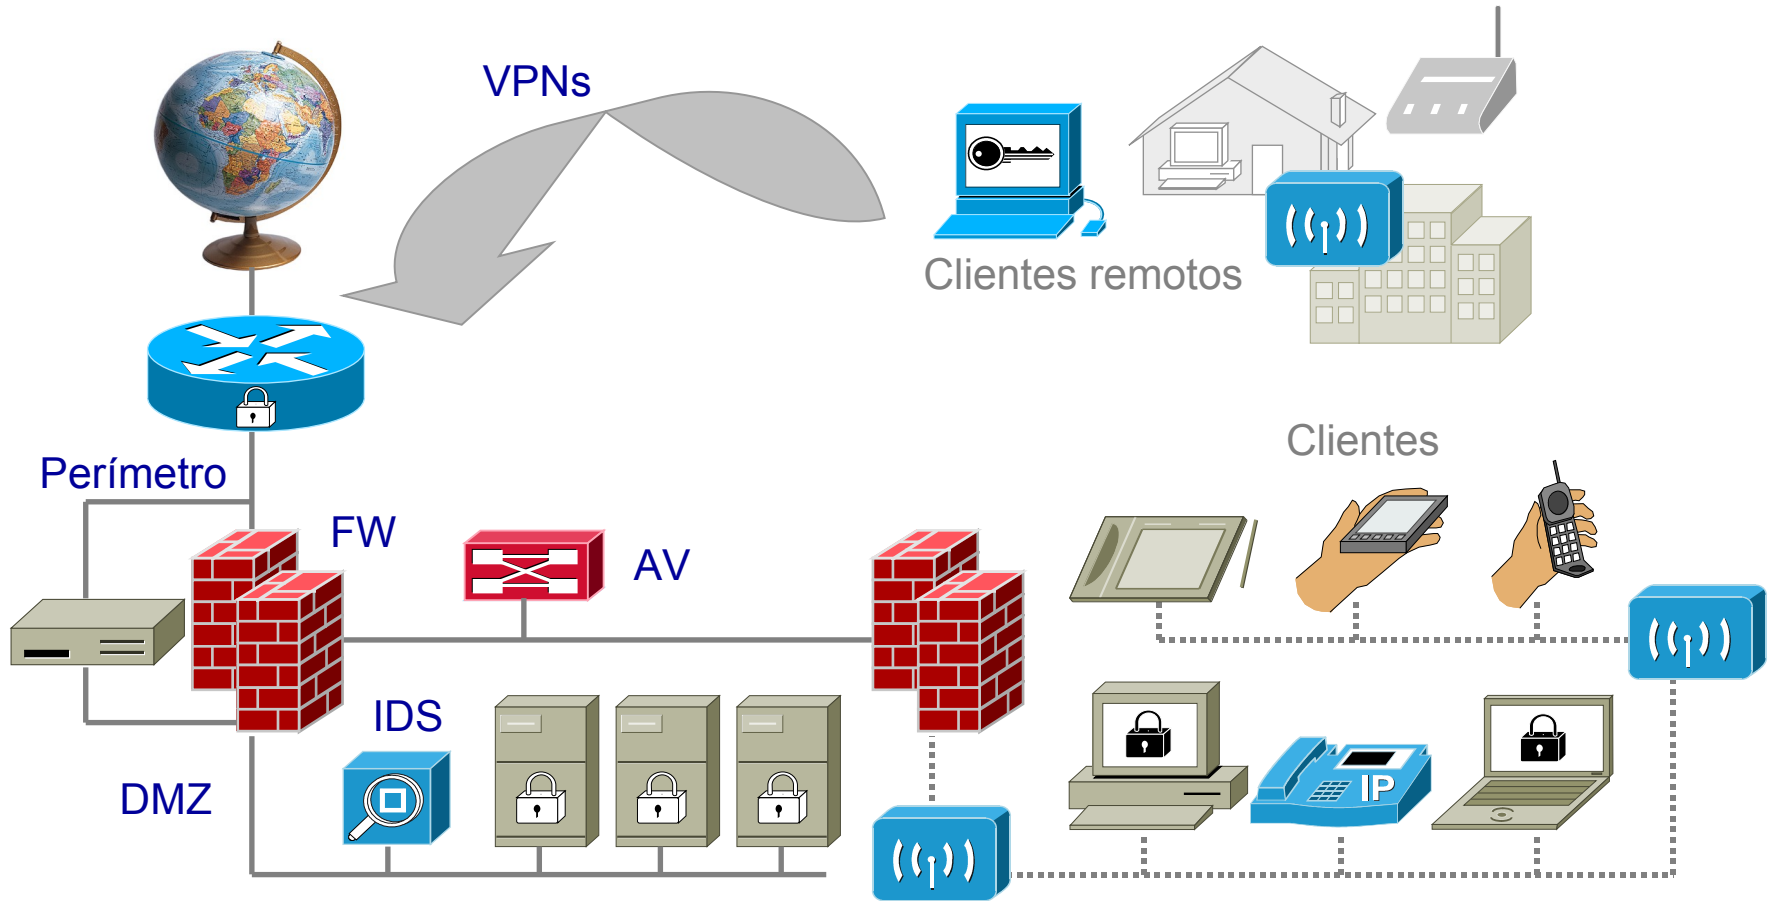 VPNs
Clientes remotos
Clientes
Perímetro
FW
AV
IDS
DMZ
IP